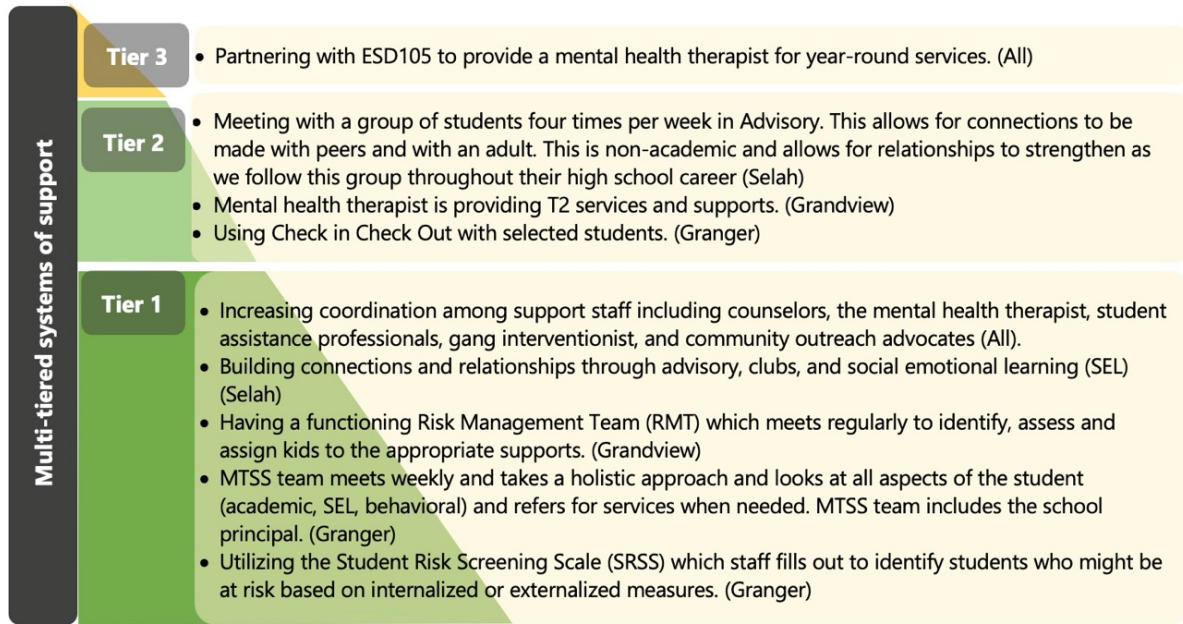 Multi-tiered systems of support
Tier 3
• Partnering with ESD105 to provide a mental health therapist for year-round services. (All)
Tier 2
• Meeting with a group of students four times per week in Advisory. This allows for connections to be
made with peers and with an adult. This is non-academic and allows for relationships to strengthen as
we follow this group throughout their high school career (Selah)
• Mental health therapist is providing T2 services and supports. (Grandview)
• Using Check in Check Out with selected students. (Granger)
Tier 1
• Increasing coordination among support staff including counselors, the mental health therapist, student
assistance professionals, gang interventionist, and community outreach advocates (All).
• Building connections and relationships through advisory, clubs, and social emotional learning (SEL)
(Selah)
• Having a functioning Risk Management Team (RMT) which meets regularly to identify, assess and
assign kids to the appropriate supports. (Grandview)
• MTSS team meets weekly and takes a holistic approach and looks at all aspects of the student
(academic, SEL, behavioral) and refers for services when needed. MTSS team includes the school
principal. (Granger)
• Utilizing the Student Risk Screening Scale (SRSS) which staff fills out to identify students who might be
at risk based on internalized or externalized measures. (Granger)